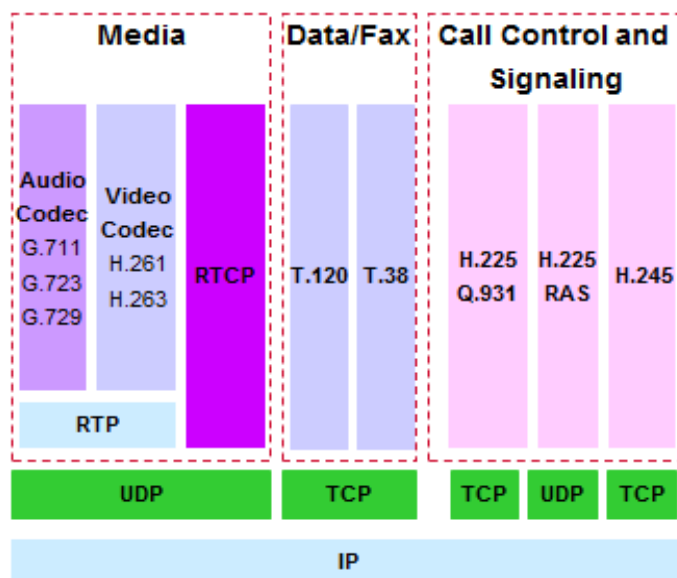 Media
Audio
Codec
G.711
G.723
G.729
Video
Codec
H.261
H.263
RTP
RTCP
Data/Fax
T.120
T.38
Call Control and
Signaling
H.225
Q.931
H.225
RAS
H.245
UDP
TCP
TCP
UDP
TCP
IP